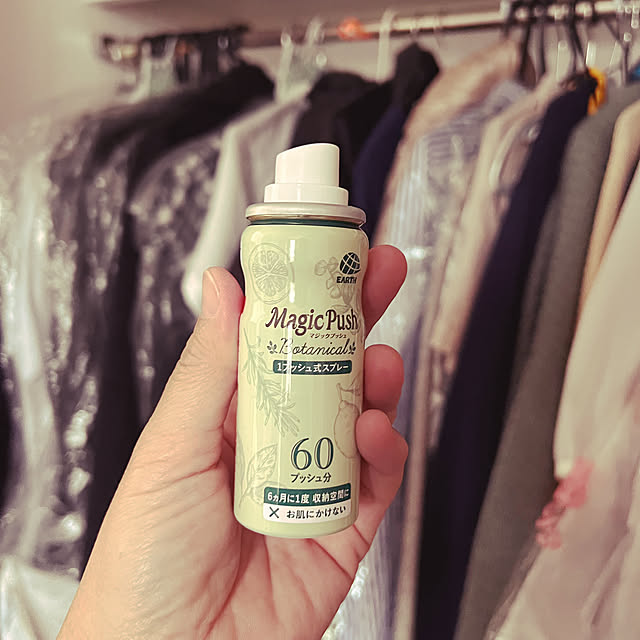 EARTH
Magic Push
マジックプッシュ
Botanical
1プッシュ式スプレー
60
プッシュ分
6ヵ月に1度 収納空間に
× お肌にかけない